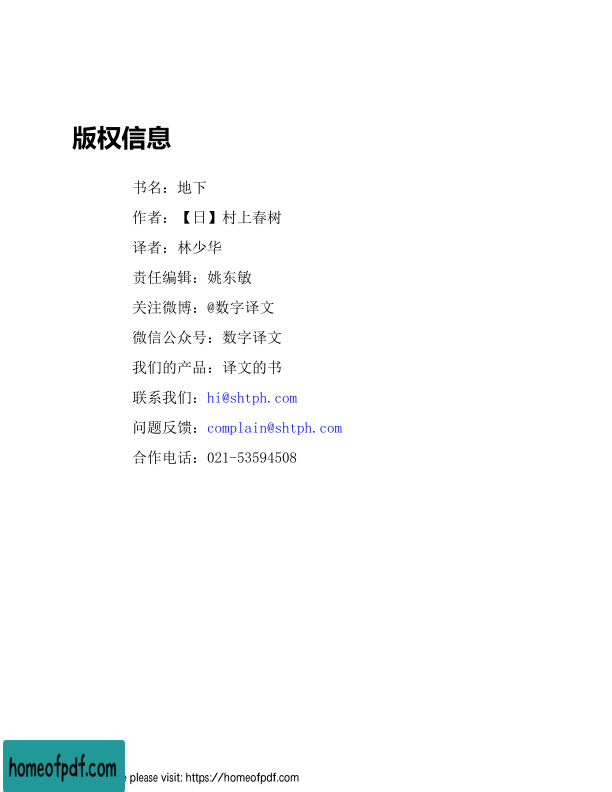 版权信息
书名：地下
作者：【日】村上春树
译者：林少华
责任编辑：姚东敏
关注微博：@数字译文
微信公众号：数字译文
我们的产品：译文的书
联系我们：hi@shtph.com
问题反馈：complain@shtph.com
合作电话：021-53594508
homeofpdf.com
please visit: https://homeofpdf.com